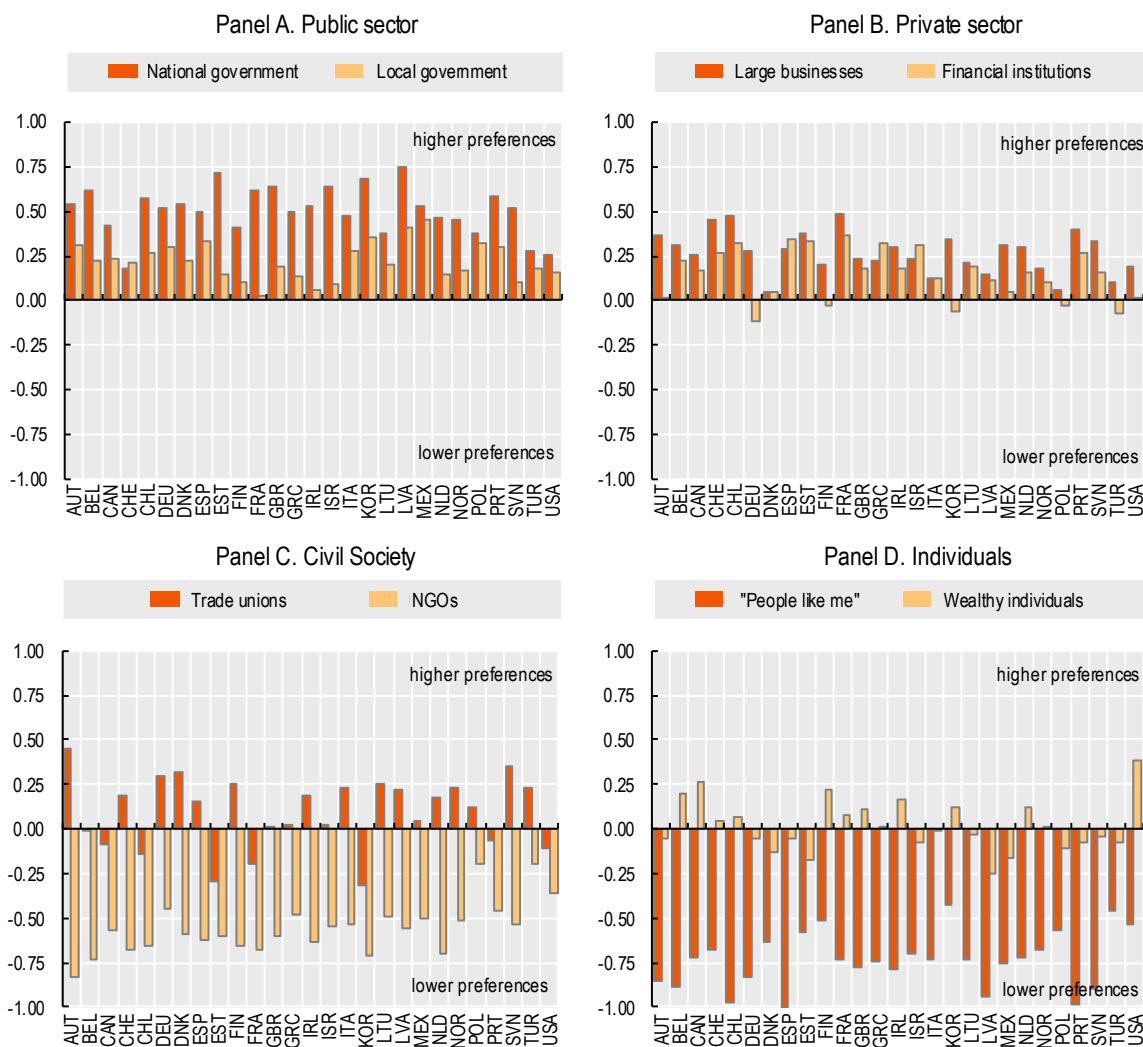 Panel A. Public sector
National government Local government
1.00
0.75
0.50
0.25
0.00
-0.25
-0.50
-0.75
-1.00
higher preferences
lower preferences
AUT BEL CAN CHE CHL DEU DNK ESP EST FIN FRA GBR GRC IRL ISR ITA KOR LTU LVA MEX NLD NOR POL PRT SVN TUR USA
Panel B. Private sector
Large businesses Financial institutions
1.00
0.75
0.50
0.25
0.00
-0.25
-0.50
-0.75
-1.00
higher preferences
lower preferences
AUT BEL CAN CHE CHL DEU DNK ESP EST FIN FRA GBR GRC IRL ISR ITA KOR LTU LVA MEX NLD NOR POL PRT SVN TUR USA
Panel C. Civil Society
Trade unions NGOs
1.00
0.75
0.50
0.25
0.00
-0.25
-0.50
-0.75
-1.00
higher preferences
lower preferences
AUT BEL CAN CHE CHL DEU DNK ESP EST FIN FRA GBR GRC IRL ISR ITA KOR LTU LVA MEX NLD NOR POL PRT SVN TUR USA
Panel D. Individuals
"People like me" Wealthy individuals
1.00
0.75
0.50
0.25
0.00
-0.25
-0.50
-0.75
-1.00
higher preferences
lower preferences
AUT BEL CAN CHE CHL DEU DNK ESP EST FIN FRA GBR GRC IRL ISR ITA KOR LTU LVA MEX NLD NOR POL PRT SVN TUR USA